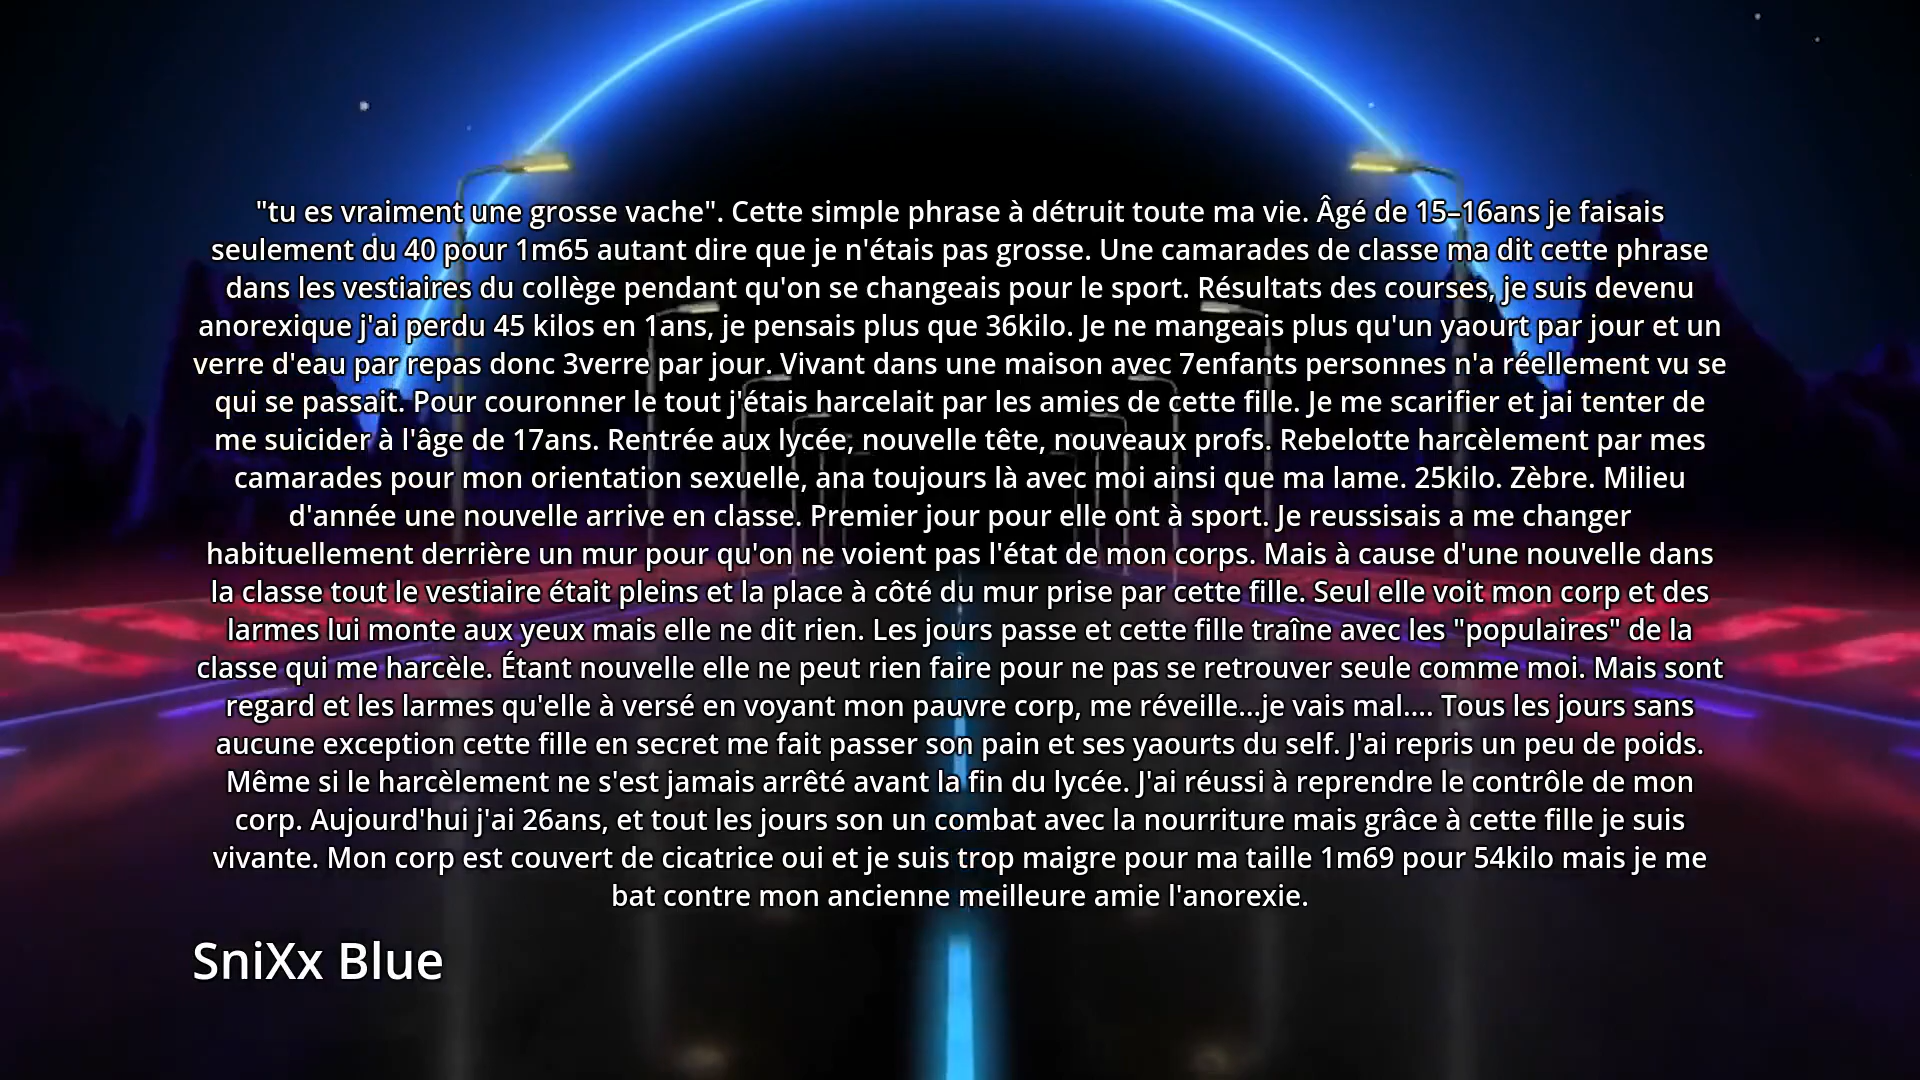 "tu es vraiment une grosse vache". Cette simple phrase à détruit toute ma vie. Âgé de 15–16ans je faisais
seulement du 40 pour 1m65 autant dire que je n'étais pas grosse. Une camarades de classe ma dit cette phrase
dans les vestiaires du collège pendant qu'on se changeais pour le sport. Résultats des courses, je suis devenu
anorexique j'ai perdu 45 kilos en 1ans, je pensais plus que 36kilo. Je ne mangeais plus qu'un yaourt par jour et un
verre d'eau par repas donc 3verre par jour. Vivant dans une maison avec 7enfants personnes n'a réellement vu se
qui se passait. Pour couronner le tout j'étais harcelait par les amies de cette fille. Je me scarifier et jai tenter de
me suicider à l'âge de 17ans. Rentrée aux lycée, nouvelle tête, nouveaux profs. Rebelotte harcèlement par mes
camarades pour mon orientation sexuelle, ana toujours là avec moi ainsi que ma lame. 25kilo. Zèbre. Milieu
d'année une nouvelle arrive en classe. Premier jour pour elle ont à sport. Je reussisais a me changer
habituellement derrière un mur pour qu'on ne voient pas l'état de mon corps. Mais à cause d'une nouvelle dans
la classe tout le vestiaire était pleins et la place à côté du mur prise par cette fille. Seul elle voit mon corp et des
larmes lui monte aux yeux mais elle ne dit rien. Les jours passe et cette fille traîne avec les "populaires" de la
classe qui me harcèle. Étant nouvelle elle ne peut rien faire pour ne pas se retrouver seule comme moi. Mais sont
regard et les larmes qu'elle à versé en voyant mon pauvre corp, me réveille...je vais mal.... Tous les jours sans
aucune exception cette fille en secret me fait passer son pain et ses yaourts du self. J'ai repris un peu de poids.
Même si le harcèlement ne s'est jamais arrêté avant la fin du lycée. J'ai réussi à reprendre le contrôle de mon
corp. Aujourd'hui j'ai 26ans, et tout les jours son un combat avec la nourriture mais grâce à cette fille je suis
vivante. Mon corp est couvert de cicatrice oui et je suis trop maigre pour ma taille 1m69 pour 54kilo mais je me
bat contre mon ancienne meilleure amie l'anorexie.
SniXx Blue